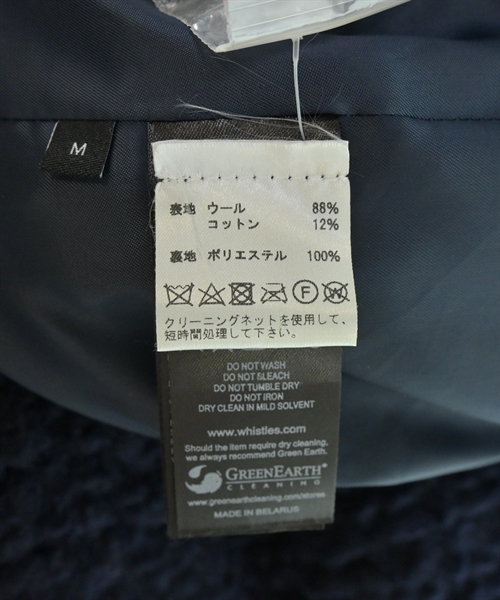 M
表地 ウール 88%
コットン 12%
裏地 ポリエステル 100%
F W
クリーニングネットを使用して、
短時間処理して下さい。
DO NOT WASH
DO NOT BLEACH
DO NOT TUMBLE DRY
DO NOT IRON
DRY CLEAN IN MILD SOLVENT
www.whistles.com
Should the item require dry cleaning,
we always recommend Green Earth.
GREENEARTH
CLEANING
www.greenearthcleaning.com/stores
MADE IN BELARUS